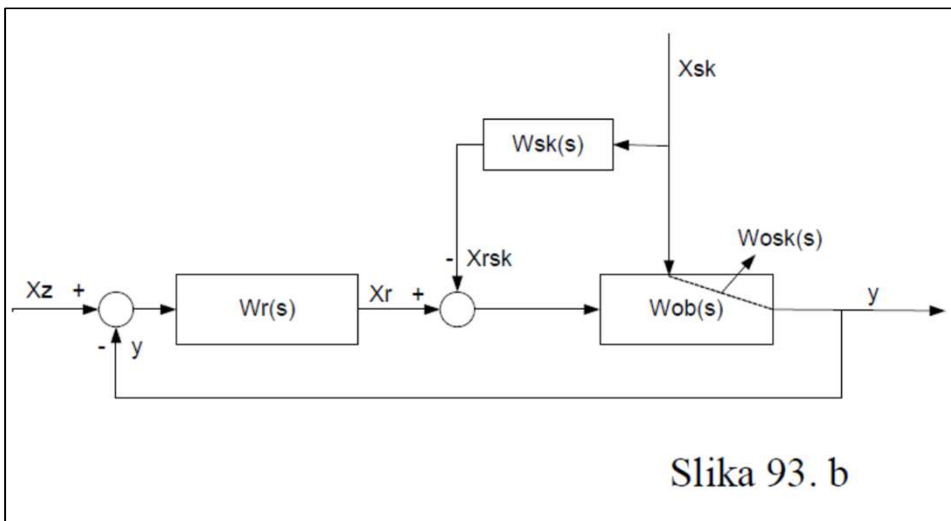 Xsk
Wsk(s)
Wosk(s)
- Xrsk
Xz +
Wr(s)
Xr +
Wob(s)
y
- y
Slika 93. b